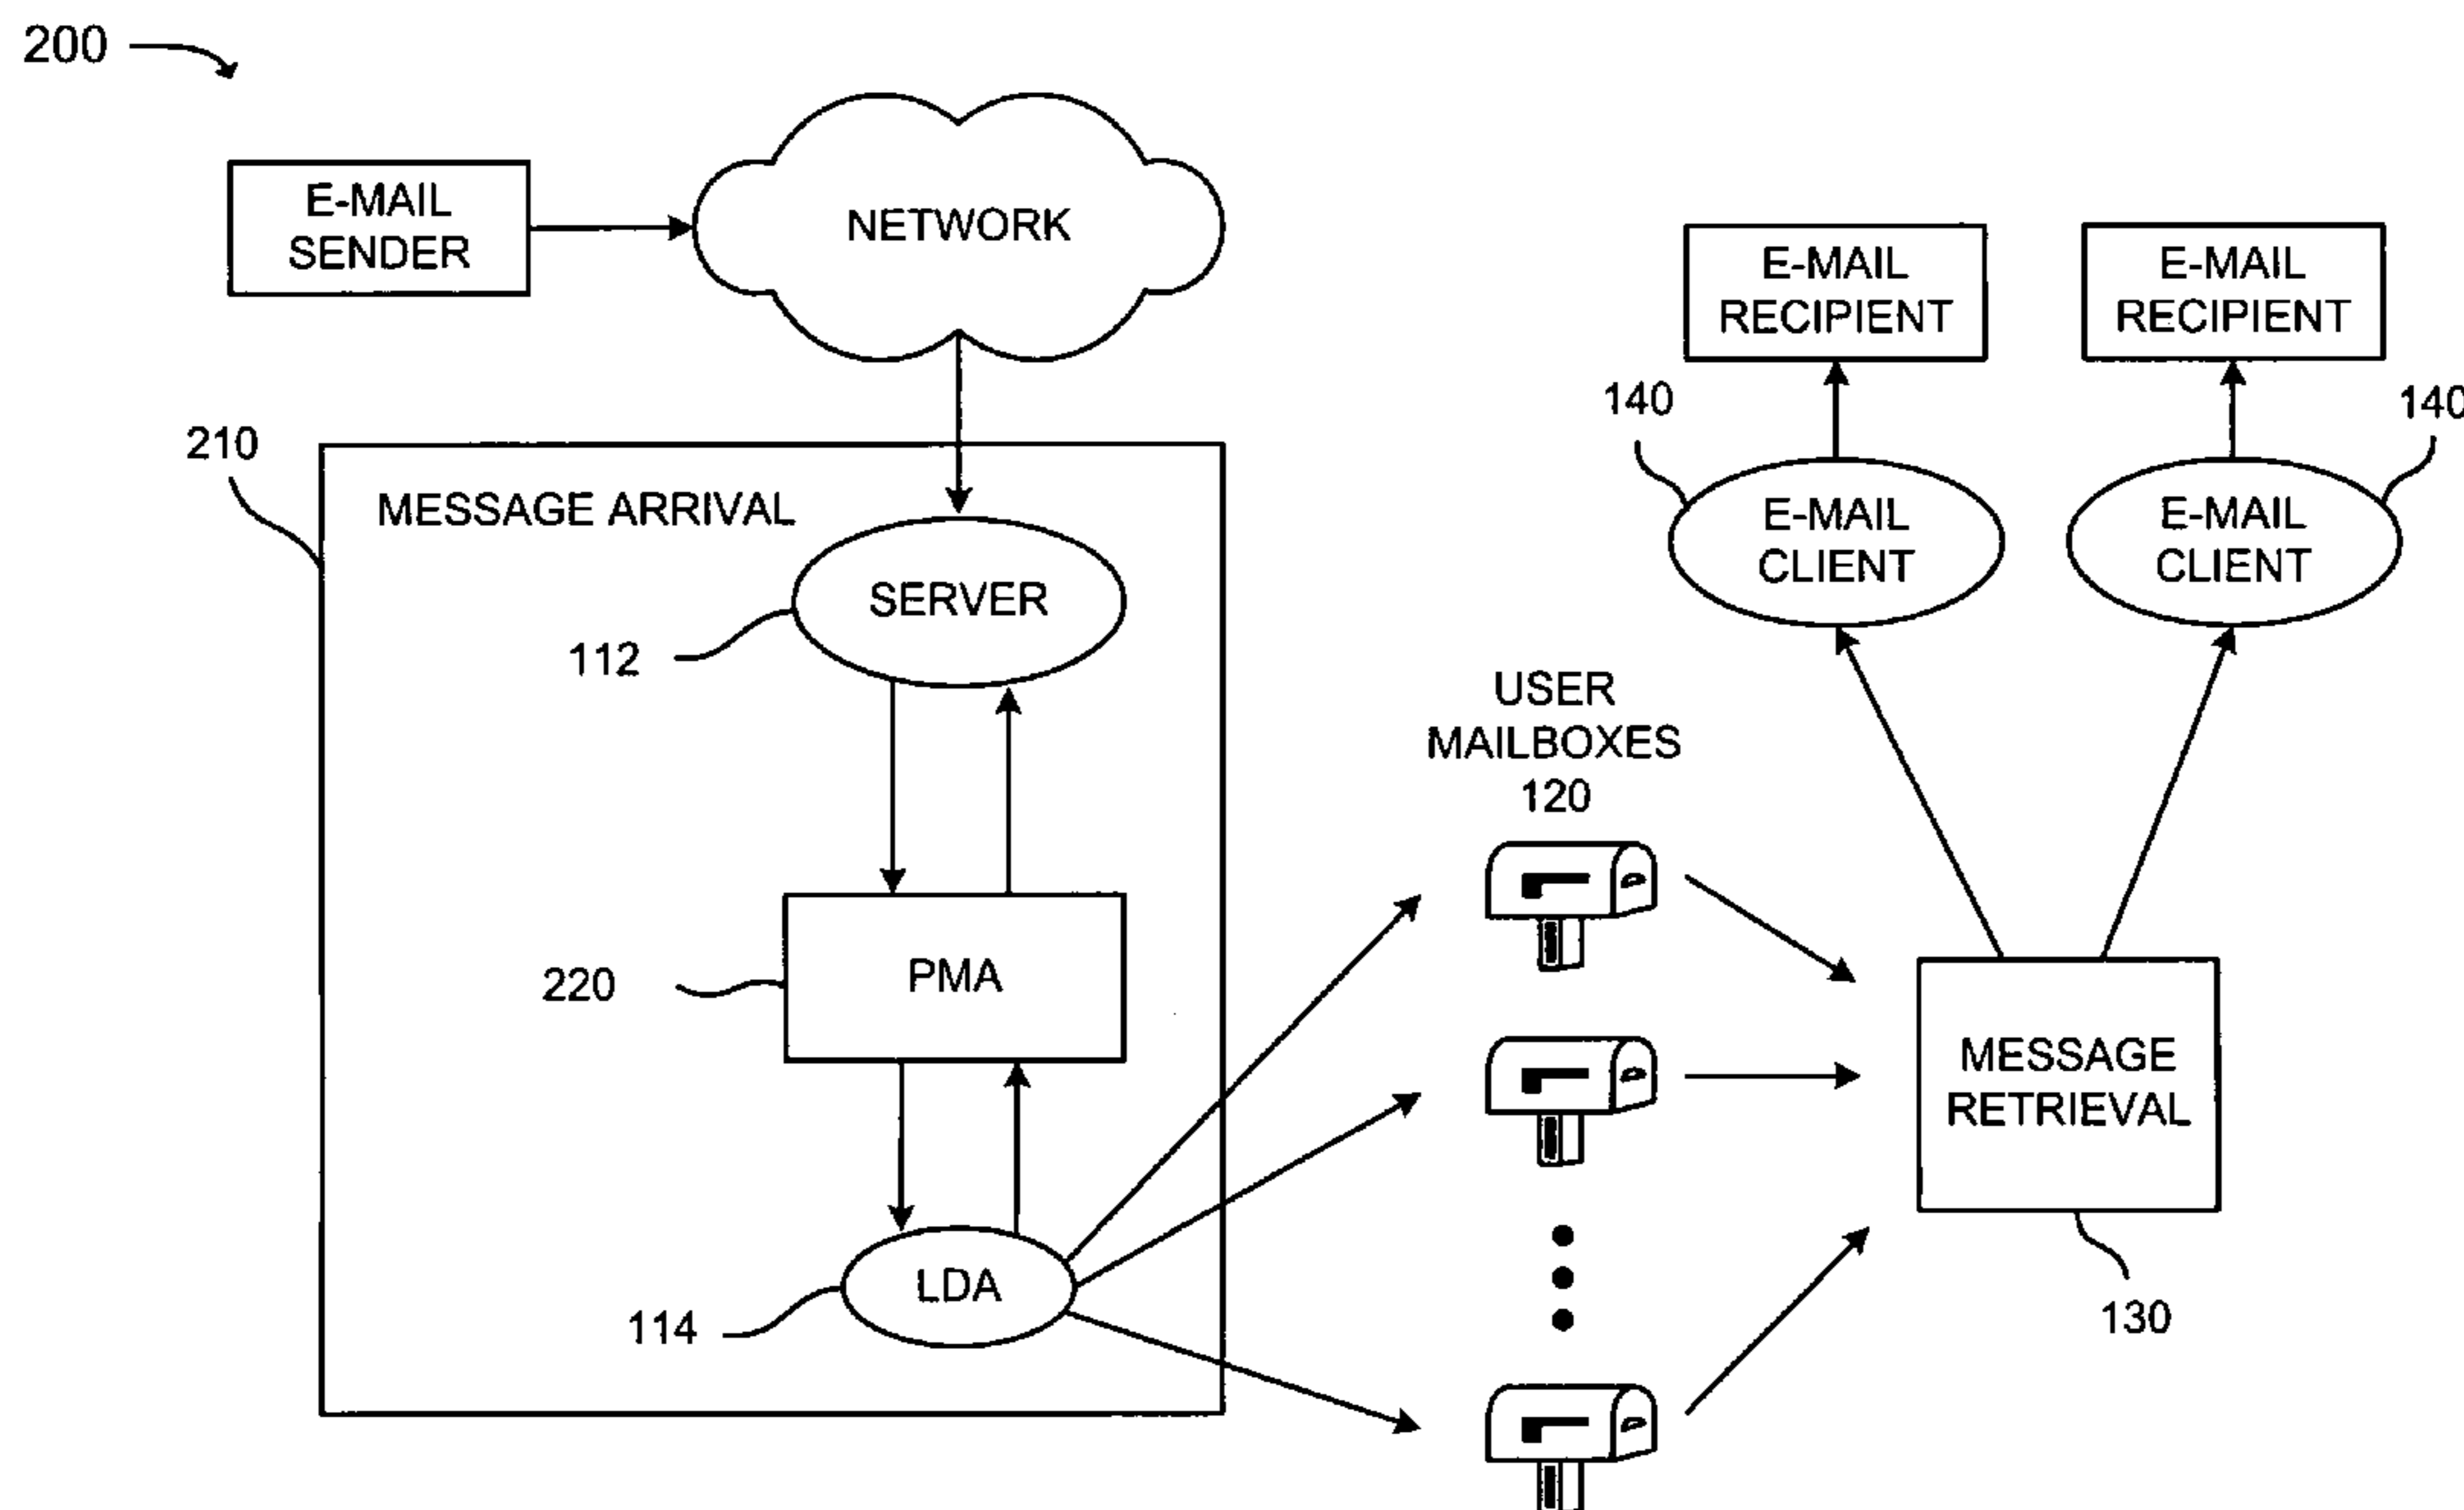 200
E-MAIL
SENDER
NETWORK
E-MAIL
RECIPIENT
E-MAIL
RECIPIENT
140
140
210
MESSAGE ARRIVAL
E-MAIL
CLIENT
E-MAIL
CLIENT
SERVER
112
USER
MAILBOXES
120
220
PMA
MESSAGE
RETRIEVAL
LDA
114
130